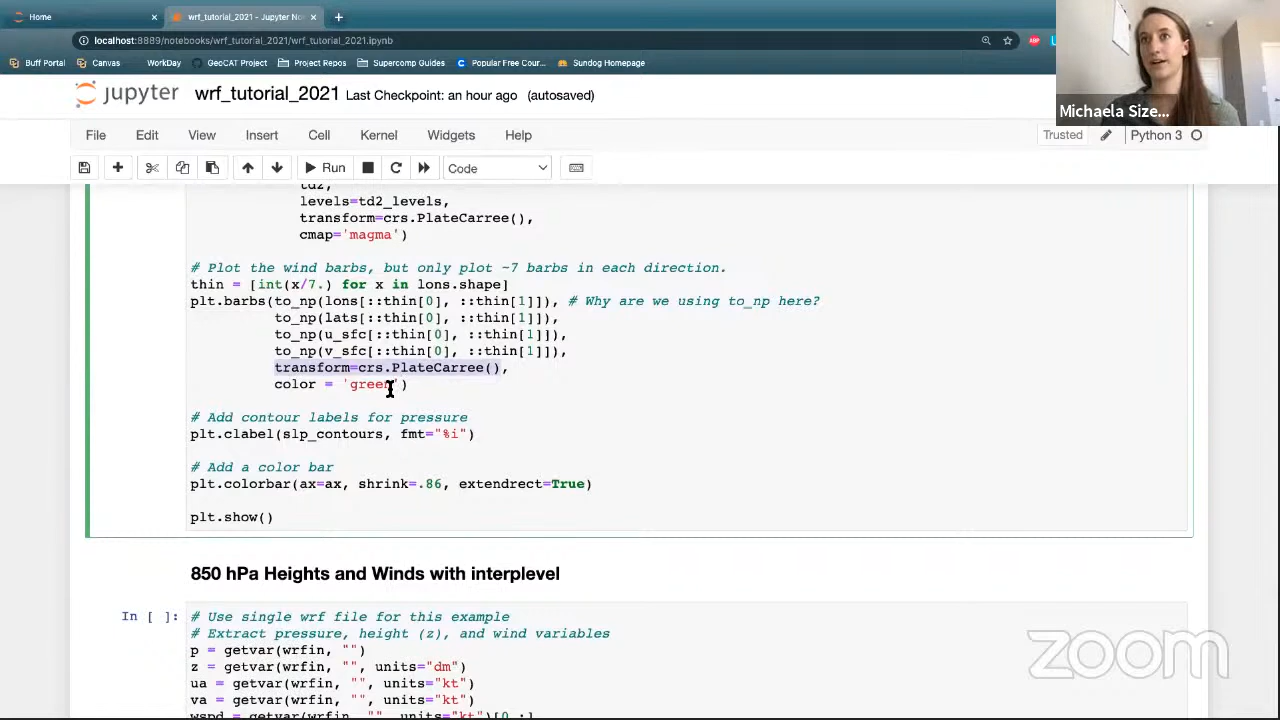 Home
wrf_tutorial_2021 - Jupyter No
localhost:8889/notebooks/wrf_tutorial_2021/wrf_tutorial_2021.ipynb
Buff Portal Canvas WorkDay GeoCAT Project Project Repos Supercomp Guides Popular Free Cour... Sundog Homepage
jupyter wrf_tutorial_2021 Last Checkpoint: an hour ago (autosaved)
Michaela Size...
File Edit View Insert Cell Kernel Widgets Help
Trusted Python 3
Run Code
td2,
levels=td2_levels,
transform=crs.PlateCarree(),
cmap='magma')
# Plot the wind barbs, but only plot ~7 barbs in each direction.
thin = [int(x/7.) for x in lons.shape]
plt.barbs(to_np(lons[::thin[0], ::thin[1]]), # Why are we using to_np here?
to_np(lats[::thin[0], ::thin[1]]),
to_np(u_sfc[::thin[0], ::thin[1]]),
to_np(v_sfc[::thin[0], ::thin[1]]),
transform=crs.PlateCarree(),
color = 'green')
# Add contour labels for pressure
plt.clabel(slp_contours, fmt="%i")
# Add a color bar
plt.colorbar(ax=ax, shrink=.86, extendrect=True)
plt.show()
850 hPa Heights and Winds with interplevel
In [ ]:
# Use single wrf file for this example
# Extract pressure, height (z), and wind variables
p = getvar(wrfin, "")
z = getvar(wrfin, "", units="dm")
ua = getvar(wrfin, "", units="kt")
va = getvar(wrfin, "", units="kt")
wspd = getvar(wrfin, "", units="kt")[0,:]
zoom